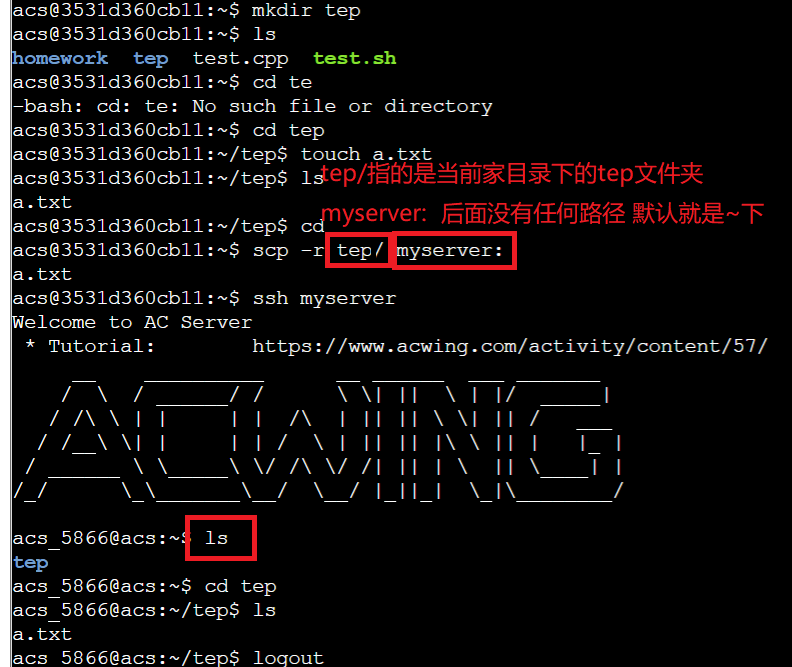 acs@3531d360cb11:~$ mkdir tep
acs@3531d360cb11:~$ ls
homework  tep  test.cpp  test.sh
acs@3531d360cb11:~$ cd te
-bash: cd: te: No such file or directory
acs@3531d360cb11:~$ cd tep
acs@3531d360cb11:~/tep$ touch a.txt
acs@3531d360cb11:~/tep$ ls
tep/指的是当前家目录下的tep文件夹
a.txt
myserver: 后面没有任何路径 默认就是~下
acs@3531d360cb11:~/tep$ cd
acs@3531d360cb11:~$ scp -r tep/ myserver:
a.txt
acs@3531d360cb11:~$ ssh myserver
Welcome to AC Server
 * Tutorial:        https://www.acwing.com/activity/content/57/
ACWING
acs_5866@acs:~$ ls
tep
acs_5866@acs:~$ cd tep
acs_5866@acs:~/tep$ ls
a.txt
acs_5866@acs:~/tep$ logout